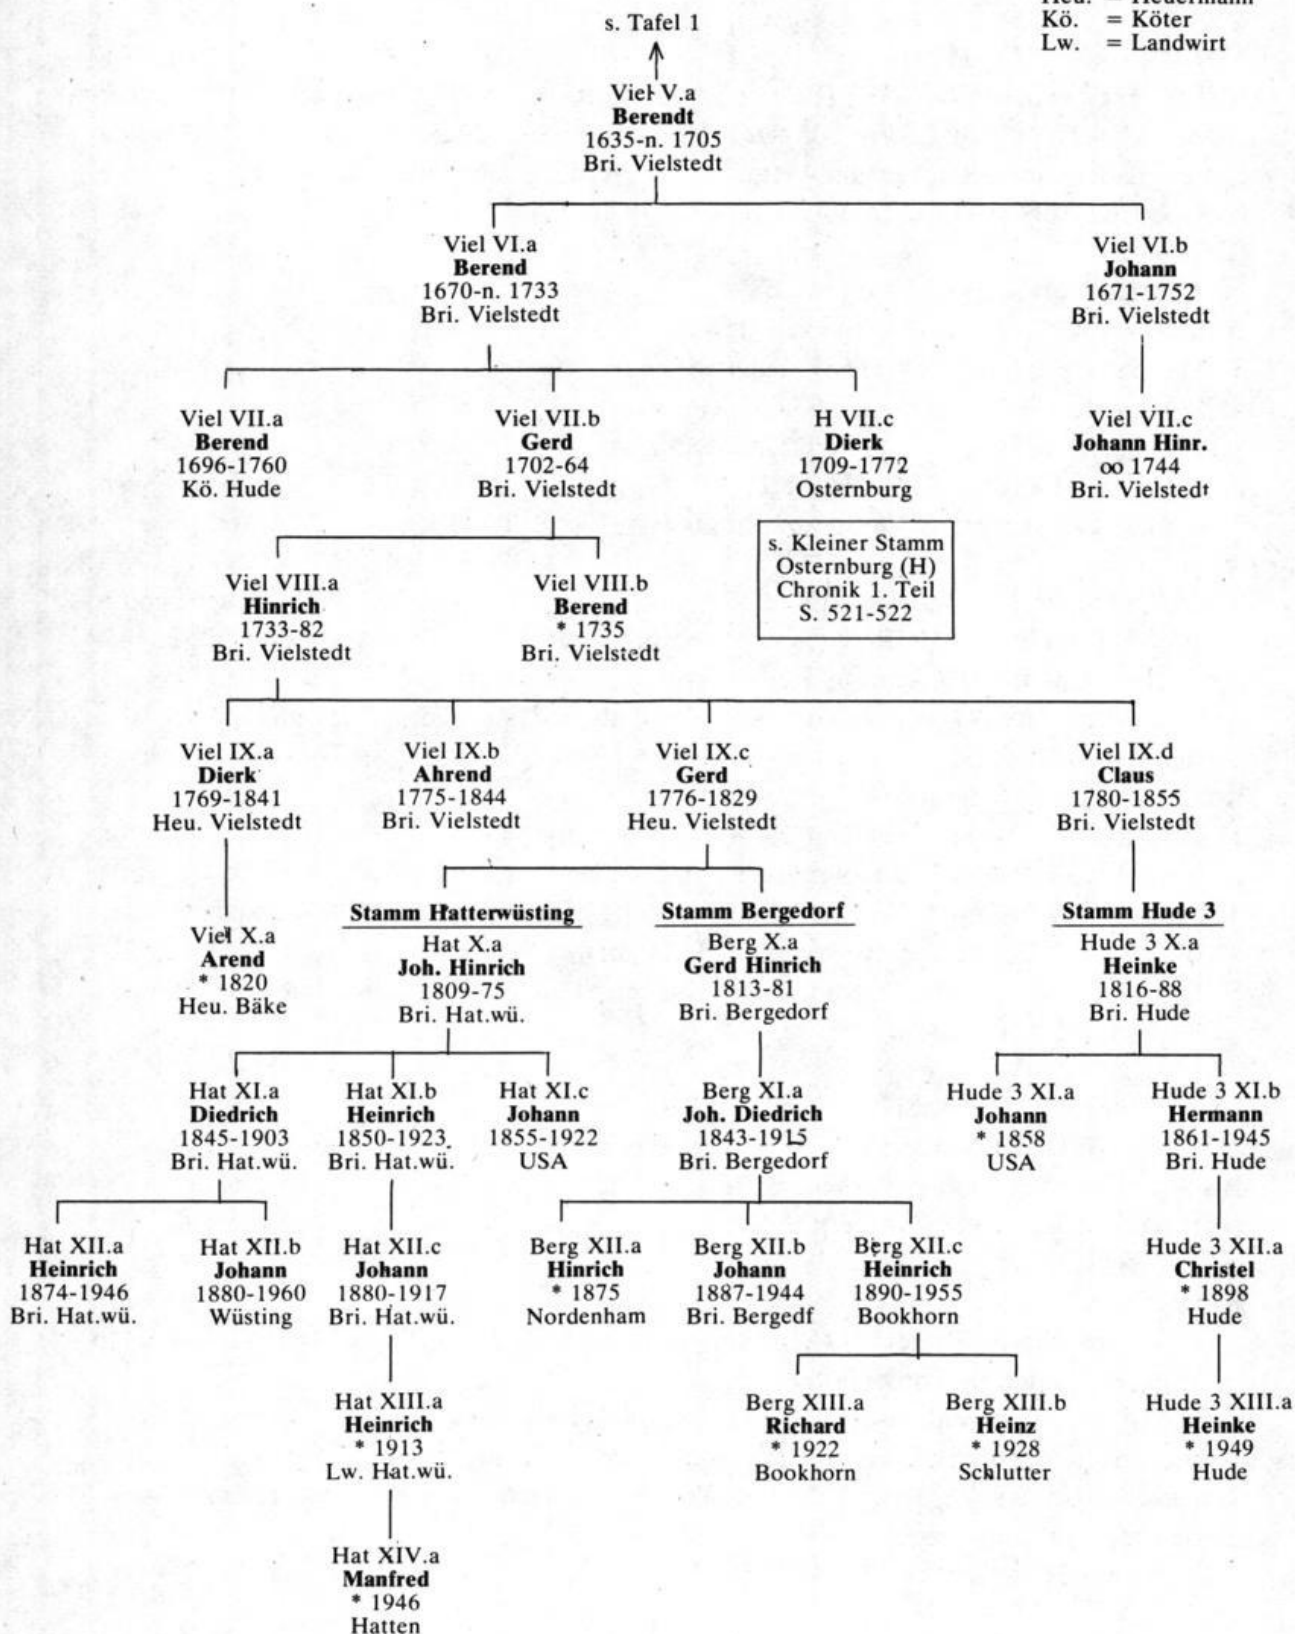 s. Tafel 1
Heu. = Heuermann
Kö. = Köter
Lw. = Landwirt
Viel V.a
Berendt
1635-n. 1705
Bri. Vielstedt
Viel VI.a
Berend
1670-n. 1733
Bri. Vielstedt
Viel VI.b
Johann
1671-1752
Bri. Vielstedt
Viel VII.a
Berend
1696-1760
Kö. Hude
Viel VII.b
Gerd
1702-64
Bri. Vielstedt
H VII.c
Dierk
1709-1772
Osternburg
Viel VII.c
Johann Hinr.
oo 1744
Bri. Vielstedt
s. Kleiner Stamm
Osternburg (H)
Chronik 1. Teil
S. 521-522
Viel VIII.a
Hinrich
1733-82
Bri. Vielstedt
Viel VIII.b
Berend
* 1735
Bri. Vielstedt
Viel IX.a
Dierk
1769-1841
Heu. Vielstedt
Viel IX.b
Ahrend
1775-1844
Bri. Vielstedt
Viel IX.c
Gerd
1776-1829
Heu. Vielstedt
Viel IX.d
Claus
1780-1855
Bri. Vielstedt
Viel X.a
Arend
* 1820
Heu. Bäke
Stamm Hatterwüsting
Hat X.a
Joh. Hinrich
1809-75
Bri. Hat.wü.
Stamm Bergedorf
Berg X.a
Gerd Hinrich
1813-81
Bri. Bergedorf
Stamm Hude 3
Hude 3 X.a
Heinke
1816-88
Bri. Hude
Hat XI.a
Diedrich
1845-1903
Bri. Hat.wü.
Hat XI.b
Heinrich
1850-1923
Bri. Hat.wü.
Hat XI.c
Johann
1855-1922
USA
Berg XI.a
Joh. Diedrich
1843-1915
Bri. Bergedorf
Hude 3 XI.a
Johann
* 1858
USA
Hude 3 XI.b
Hermann
1861-1945
Bri. Hude
Hat XII.a
Heinrich
1874-1946
Bri. Hat.wü.
Hat XII.b
Johann
1880-1960
Wüsting
Hat XII.c
Johann
1880-1917
Bri. Hat.wü.
Berg XII.a
Hinrich
* 1875
Nordenham
Berg XII.b
Johann
1887-1944
Bri. Bergedf
Berg XII.c
Heinrich
1890-1955
Bookhorn
Hude 3 XII.a
Christel
* 1898
Hude
Hat XIII.a
Heinrich
* 1913
Lw. Hat.wü.
Berg XIII.a
Richard
* 1922
Bookhorn
Berg XIII.b
Heinz
* 1928
Schlutter
Hude 3 XIII.a
Heinke
* 1949
Hude
Hat XIV.a
Manfred
* 1946
Hatten